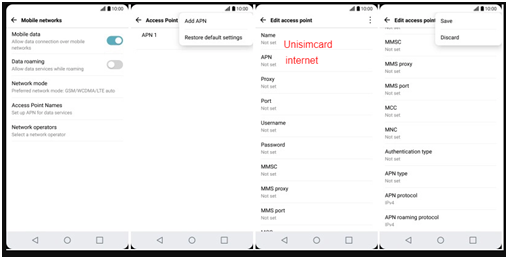 10:00
Mobile networks
Mobile data
Allow data connection over mobile
networks
Data roaming
Allow data services while roaming
Network mode
Preferred network mode: GSM/WCDMA/LTE auto
Access Point Names
Set up APN for data services
Network operators
Select a network operator
10:00
Access Point
Add APN
Restore default settings
APN 1
10:00
Edit access point
Name
Not set
Unisimcard
APN
Not set
internet
Proxy
Not set
Port
Not set
Username
Not set
Password
Not set
MMSC
Not set
MMS proxy
Not set
MMS port
Not set
10:00
Edit access po
Save
Discard
Not set
MMSC
Not set
MMS proxy
Not set
MMS port
Not set
MCC
Not set
MNC
Not set
Authentication type
Not set
APN type
Not set
APN protocol
IPv4
APN roaming protocol
IPv4